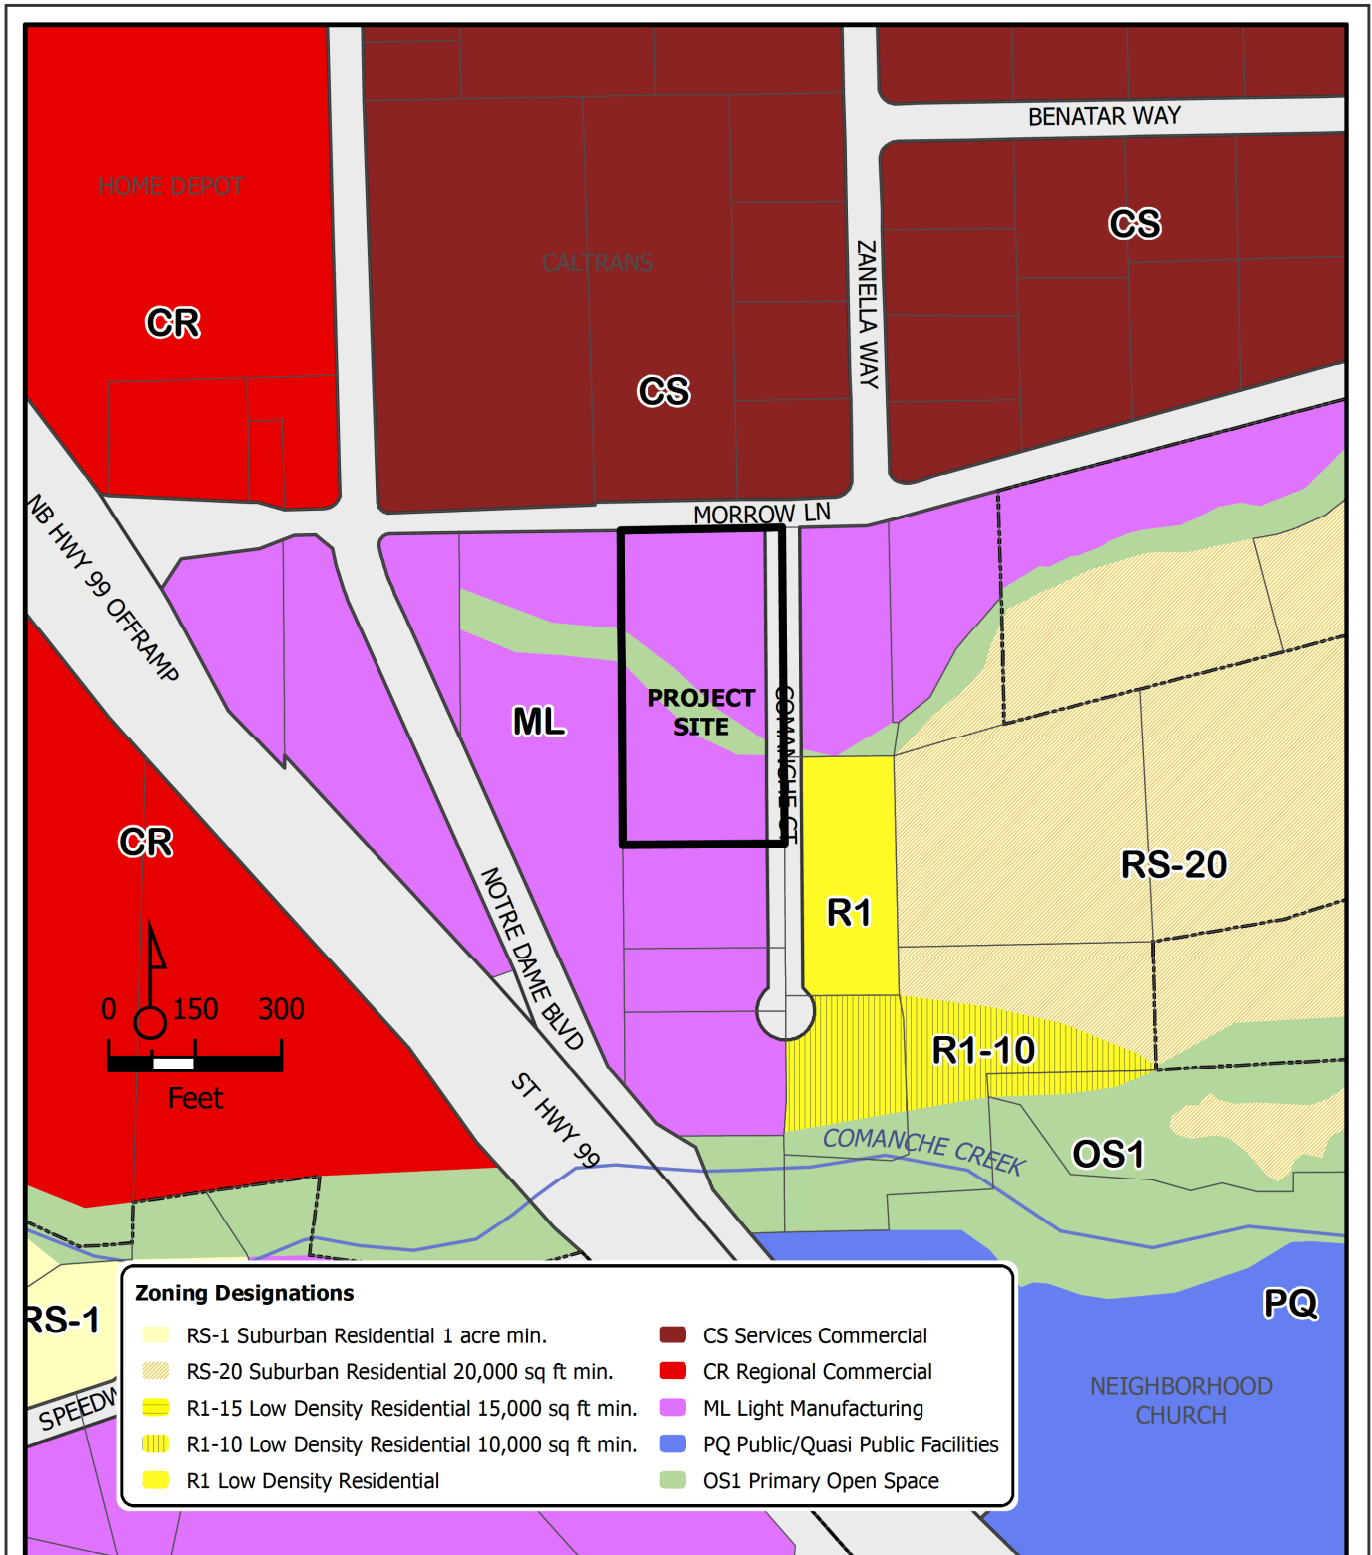 BENATAR WAY
HOME DEPOT
CS
ZANELLA WAY
CALTRANS
CR
CS
MORROW LN
NB HWY 99 OFFRAMP
PROJECT
SITE
ML
COMANCHE CT
CR
RS-20
R1
NOTRE DAME BLVD
0 150 300
Feet
R1-10
ST HWY 99
COMANCHE CREEK
OS1
RS-1
PQ
NEIGHBORHOOD
CHURCH
SPEEDW
Zoning Designations
RS-1 Suburban Residential 1 acre min.
RS-20 Suburban Residential 20,000 sq ft min.
R1-15 Low Density Residential 15,000 sq ft min.
R1-10 Low Density Residential 10,000 sq ft min.
R1 Low Density Residential
CS Services Commercial
CR Regional Commercial
ML Light Manufacturing
PQ Public/Quasi Public Facilities
OS1 Primary Open Space